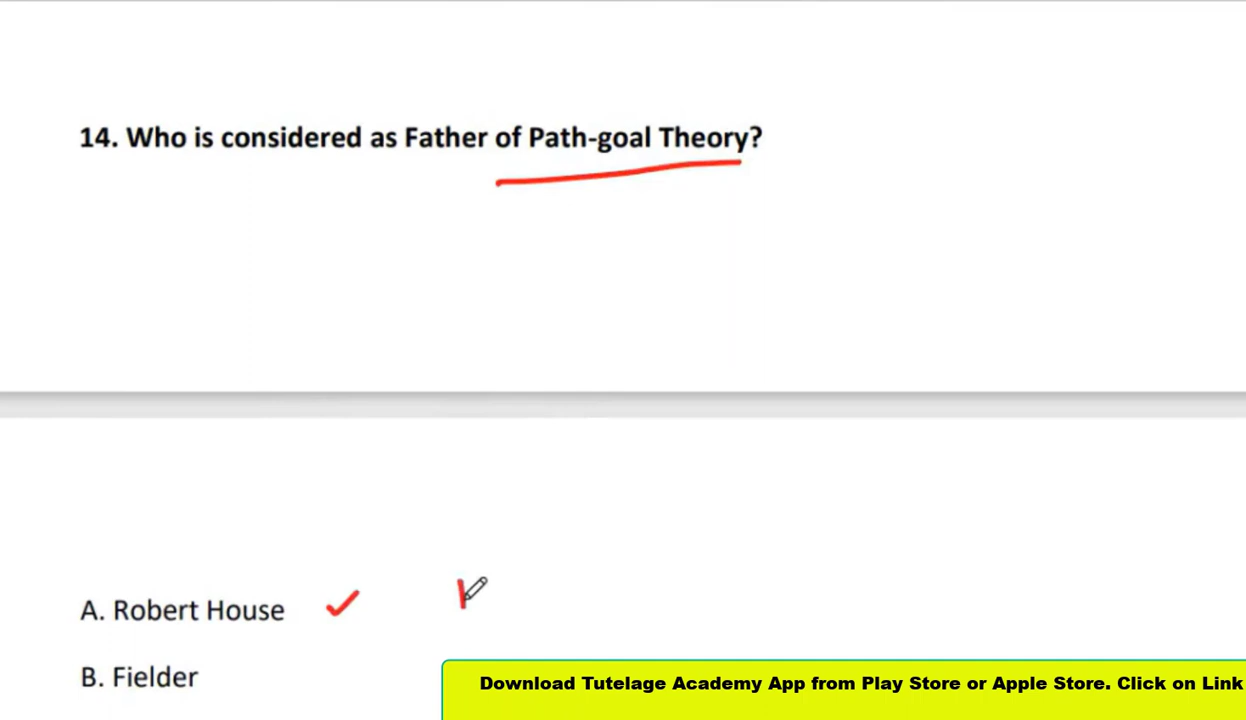 14. Who is considered as Father of Path-goal Theory?
A. Robert House
B. Fielder
Download Tutelage Academy App from Play Store or Apple Store. Click on Link